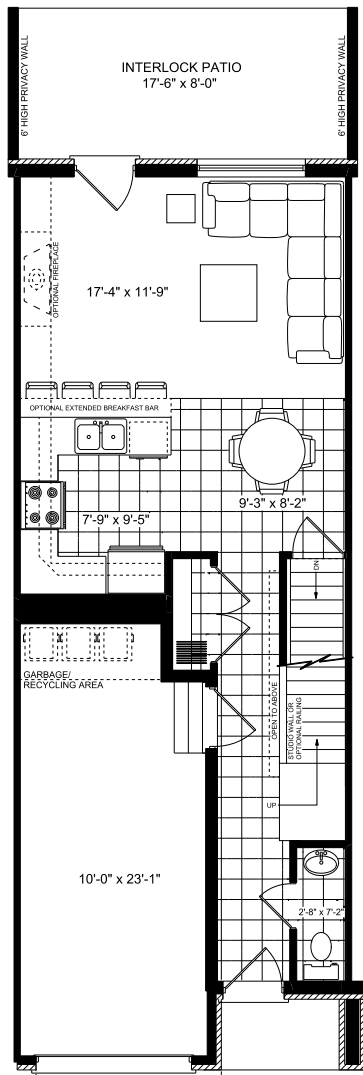 6' HIGH PRIVACY WALL
INTERLOCK PATIO
17'-6" x 8'-0"
6' HIGH PRIVACY WALL
OPTIONAL FIREPLACE
17'-4" x 11'-9"
OPTIONAL EXTENDED BREAKFAST BAR
9'-3" x 8'-2"
7'-9" x 9'-5"
DN
GARBAGE/
RECYCLING AREA
OPEN TO ABOVE
STUDIO WALL OR
OPTIONAL RAILING
UP
10'-0" x 23'-1"
2'-8" x 7'-2"